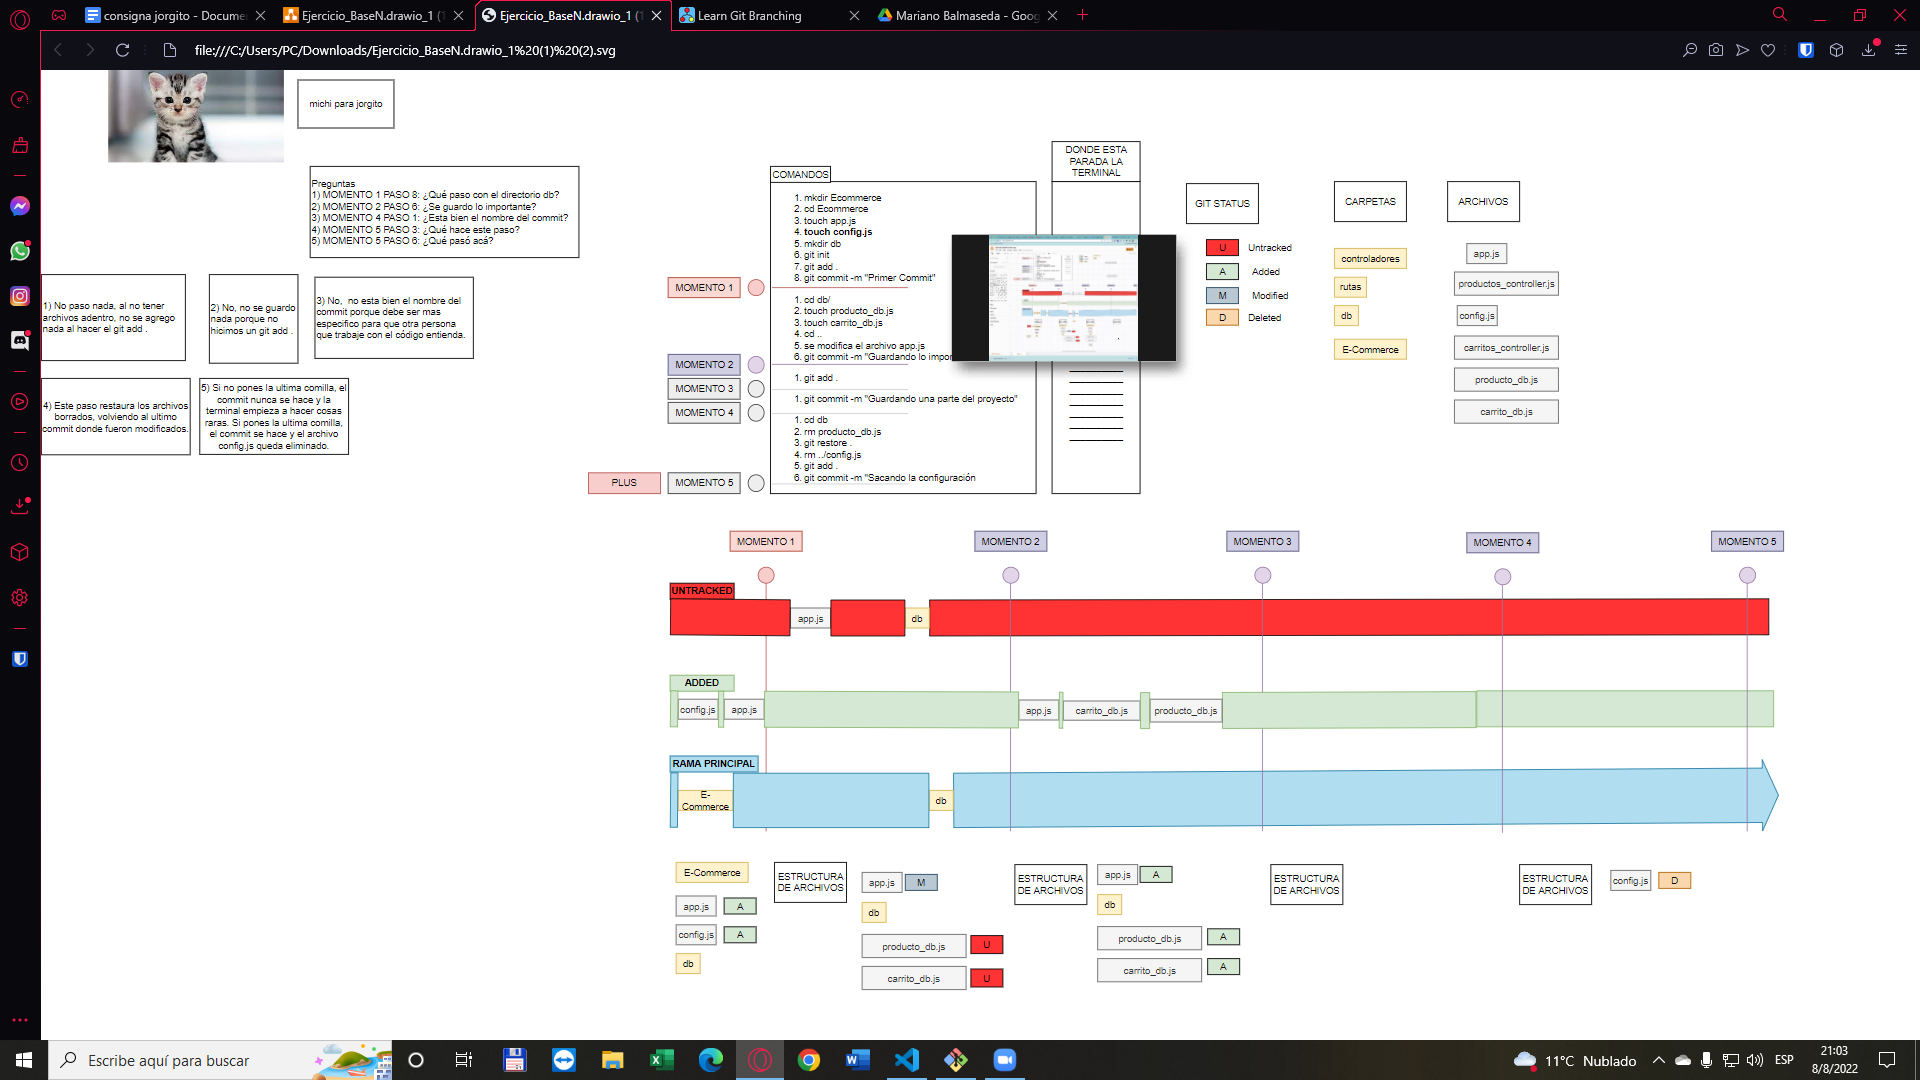 consigna jorgito - Docume
Ejercicio_BaseN.drawio_1 (
Ejercicio_BaseN.drawio_1 (1
Learn Git Branching
Mariano Balmaseda - Goog
file:///C:/Users/PC/Downloads/Ejercicio_BaseN.drawio_1%20(1)%20(2).svg
michi para jorgito
Preguntas
1) MOMENTO 1 PASO 8: ¿Qué paso con el directorio db?
2) MOMENTO 2 PASO 6: ¿Se guardo lo importante?
3) MOMENTO 4 PASO 1: ¿Esta bien el nombre del commit?
4) MOMENTO 5 PASO 3: ¿Qué hace este paso?
5) MOMENTO 5 PASO 6: ¿Qué pasó acá?
1) No paso nada, al no tener
archivos adentro, no se agrego
nada al hacer el git add .
2) No, no se guardo
nada porque no
hicimos un git add .
3) No, no esta bien el nombre del
commit porque debe ser mas
especifico para que otra persona
que trabaje con el código entienda.
4) Este paso restaura los archivos
borrados, volviendo al ultimo
commit donde fueron modificados.
5) Si no pones la ultima comilla, el
commit nunca se hace y la
terminal empieza a hacer cosas
raras. Si pones la ultima comilla,
el commit se hace y el archivo
config.js queda eliminado.
COMANDOS
1. mkdir Ecommerce
2. cd Ecommerce
3. touch app.js
4. touch config.js
5. mkdir db
6. git init
7. git add .
8. git commit -m "Primer Commit"
1. cd db/
2. touch producto_db.js
3. touch carrito_db.js
4. cd ..
5. se modifica el archivo app.js
6. git commit -m "Guardando lo impor
1. git add .
1. git commit -m "Guardando una parte del proyecto"
1. cd db
2. rm producto_db.js
3. git restore .
4. rm ../config.js
5. git add .
6. git commit -m "Sacando la configuración
MOMENTO 1
MOMENTO 2
MOMENTO 3
MOMENTO 4
PLUS
MOMENTO 5
DONDE ESTA
PARADA LA
TERMINAL
GIT STATUS
U Untracked
A Added
M Modified
D Deleted
CARPETAS
controladores
rutas
db
E-Commerce
ARCHIVOS
app.js
productos_controller.js
config.js
carritos_controller.js
producto_db.js
carrito_db.js
MOMENTO 1
MOMENTO 2
MOMENTO 3
MOMENTO 4
MOMENTO 5
UNTRACKED
app.js
db
ADDED
config.js
app.js
app.js
carrito_db.js
producto_db.js
RAMA PRINCIPAL
E-
Commerce
db
E-Commerce
app.js A
config.js A
db
ESTRUCTURA
DE ARCHIVOS
app.js M
db
producto_db.js U
carrito_db.js U
ESTRUCTURA
DE ARCHIVOS
app.js A
db
producto_db.js A
carrito_db.js A
ESTRUCTURA
DE ARCHIVOS
ESTRUCTURA
DE ARCHIVOS
config.js D
Escribe aquí para buscar
11°C Nublado
ESP
21:03
8/8/2022